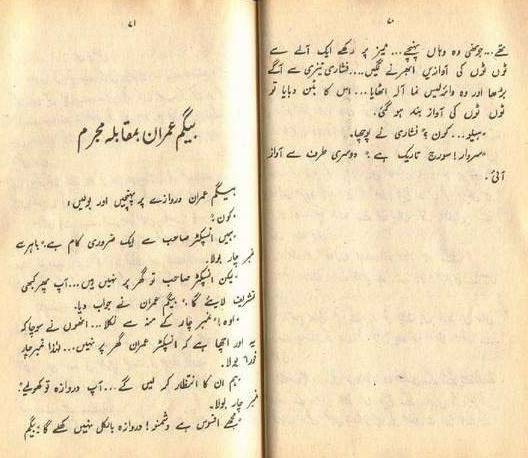 ۷۰
تھے... جونہی وہ وہاں پہنچے... میز پر رکھے ایک آلے سے
ٹوں ٹوں کی آوازیں ابھرنے لگیں... فشاری تیزی سے آگے
بڑھا اور وہ وائرلیس نما آلہ اٹھایا... اس کا بٹن دبایا تو
ٹوں ٹوں کی آواز بند ہو گئی۔
"ہیلو... کون؟" فشاری نے پوچھا۔
"سردار! سورج تاریک ہے" دوسری طرف سے آواز
آئی۔
۷۱
بیگم عمران بمقابلہ مجرم
بیگم عمران دروازے پر پہنچیں اور بولیں:
"کون؟"
"ہمیں انسپکٹر صاحب سے ایک ضروری کام ہے" باہر سے
نمبر چار بولا۔
"لیکن انسپکٹر صاحب تو گھر پر نہیں ہیں... آپ پھر کبھی
تشریف لایئے گا" بیگم عمران نے جواب دیا۔
"اوہ!" نمبر چار کے منہ سے نکلا... انھوں نے سوچا کہ
یہ اور اچھا ہے کہ انسپکٹر عمران گھر پر نہیں... لہٰذا نمبر چار
فوراً بولا۔
"ہم ان کا انتظار کر لیں گے... آپ دروازہ تو کھولیے"
نمبر چار بولا۔
"مجھے افسوس ہے دشمنو! دروازہ بالکل نہیں کھلے گا" بیگم